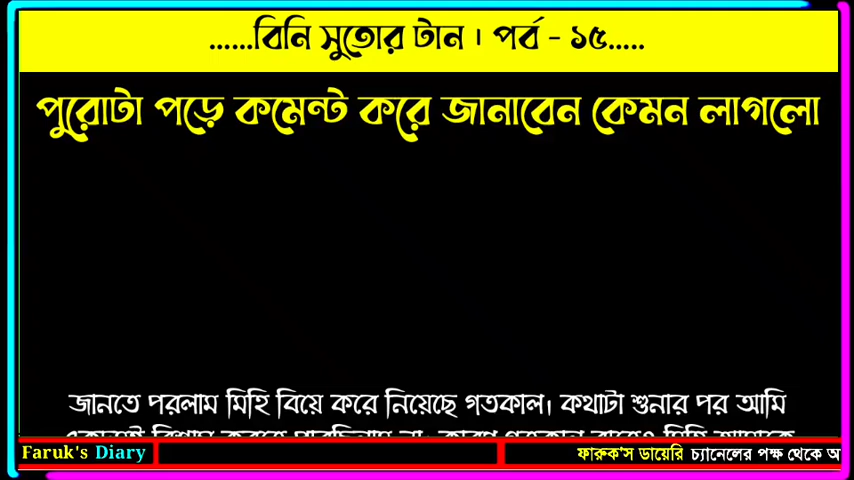 ......বিনি সুতোর টান । পর্ব - ১৫.....
পুরোটা পড়ে কমেন্ট করে জানাবেন কেমন লাগলো
জানতে পরলাম মিহি বিয়ে করে নিয়েছে গতকাল। কথাটা শুনার পর আমি
Faruk's Diary
ফারুক'স ডায়েরি চ্যানেলের পক্ষ থেকে